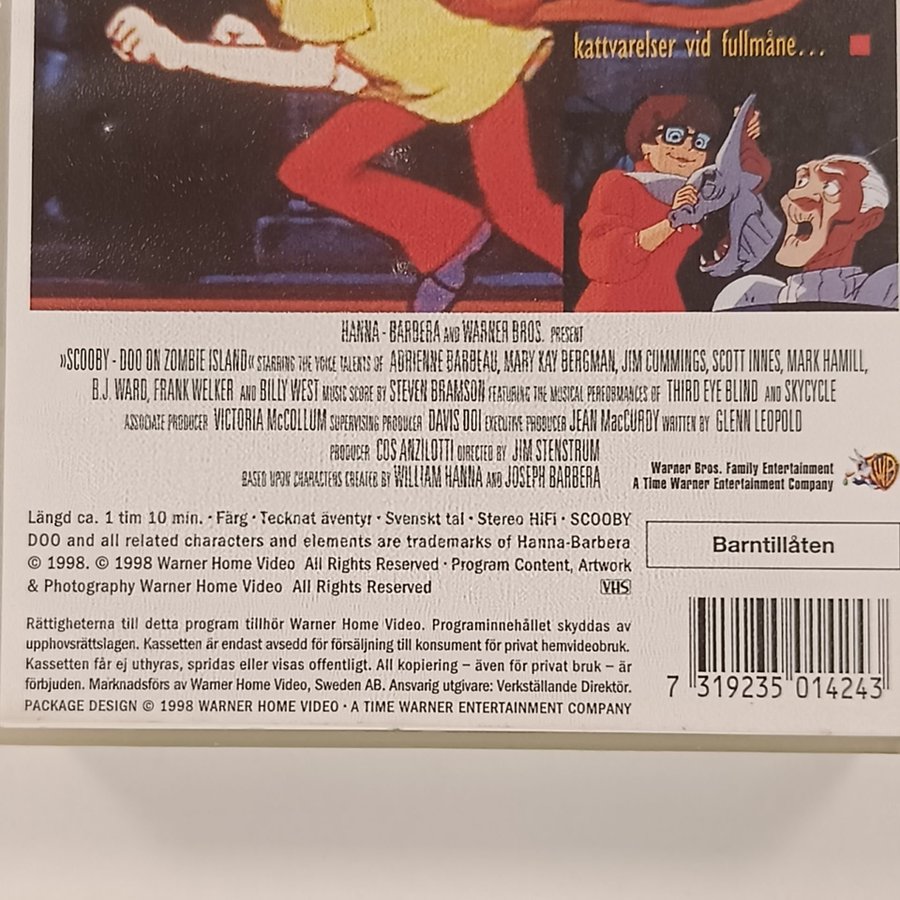 kattvarelser vid fullmåne...
HANNA - BARBERA AND WARNER BROS. PRESENT
»SCOOBY - DOO ON ZOMBIE ISLAND« STARRING THE VOICE TALENTS OF ADRIENNE BARBEAU, MARY KAY BERGMAN, JIM CUMMINGS, SCOTT INNES, MARK HAMILL,
B.J. WARD, FRANK WELKER AND BILLY WEST MUSIC SCORE BY STEVEN BRAMSON FEATURING THE MUSICAL PERFORMANCES OF THIRD EYE BLIND AND SKYCYCLE
ASSOCIATE PRODUCER VICTORIA McCOLLUM SUPERVISING PRODUCER DAVIS DOI EXECUTIVE PRODUCER JEAN MacCURDY WRITTEN BY GLENN LEOPOLD
PRODUCER COS ANZILOTTI DIRECTED BY JIM STENSTRUM
BASED UPON CHARACTERS CREATED BY WILLIAM HANNA AND JOSEPH BARBERA
Warner Bros. Family Entertainment
A Time Warner Entertainment Company
WB
Längd ca. 1 tim 10 min. · Färg · Tecknat äventyr · Svenskt tal · Stereo HiFi · SCOOBY
DOO and all related characters and elements are trademarks of Hanna-Barbera
© 1998. © 1998 Warner Home Video All Rights Reserved · Program Content, Artwork
& Photography Warner Home Video All Rights Reserved
VHS
Barntillåten
Rättigheterna till detta program tillhör Warner Home Video. Programinnehållet skyddas av
upphovsrättslagen. Kassetten är endast avsedd för försäljning till konsument för privat hemvideobruk.
Kassetten får ej uthyras, spridas eller visas offentligt. All kopiering – även för privat bruk – är
förbjuden. Marknadsförs av Warner Home Video, Sweden AB. Ansvarig utgivare: Verkställande Direktör.
PACKAGE DESIGN © 1998 WARNER HOME VIDEO · A TIME WARNER ENTERTAINMENT COMPANY
7 319235 014243